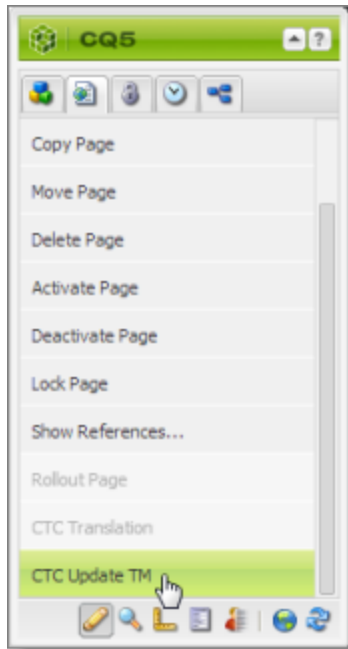 CQ5
?
Copy Page
Move Page
Delete Page
Activate Page
Deactivate Page
Lock Page
Show References...
Rollout Page
CTC Translation
CTC Update TM